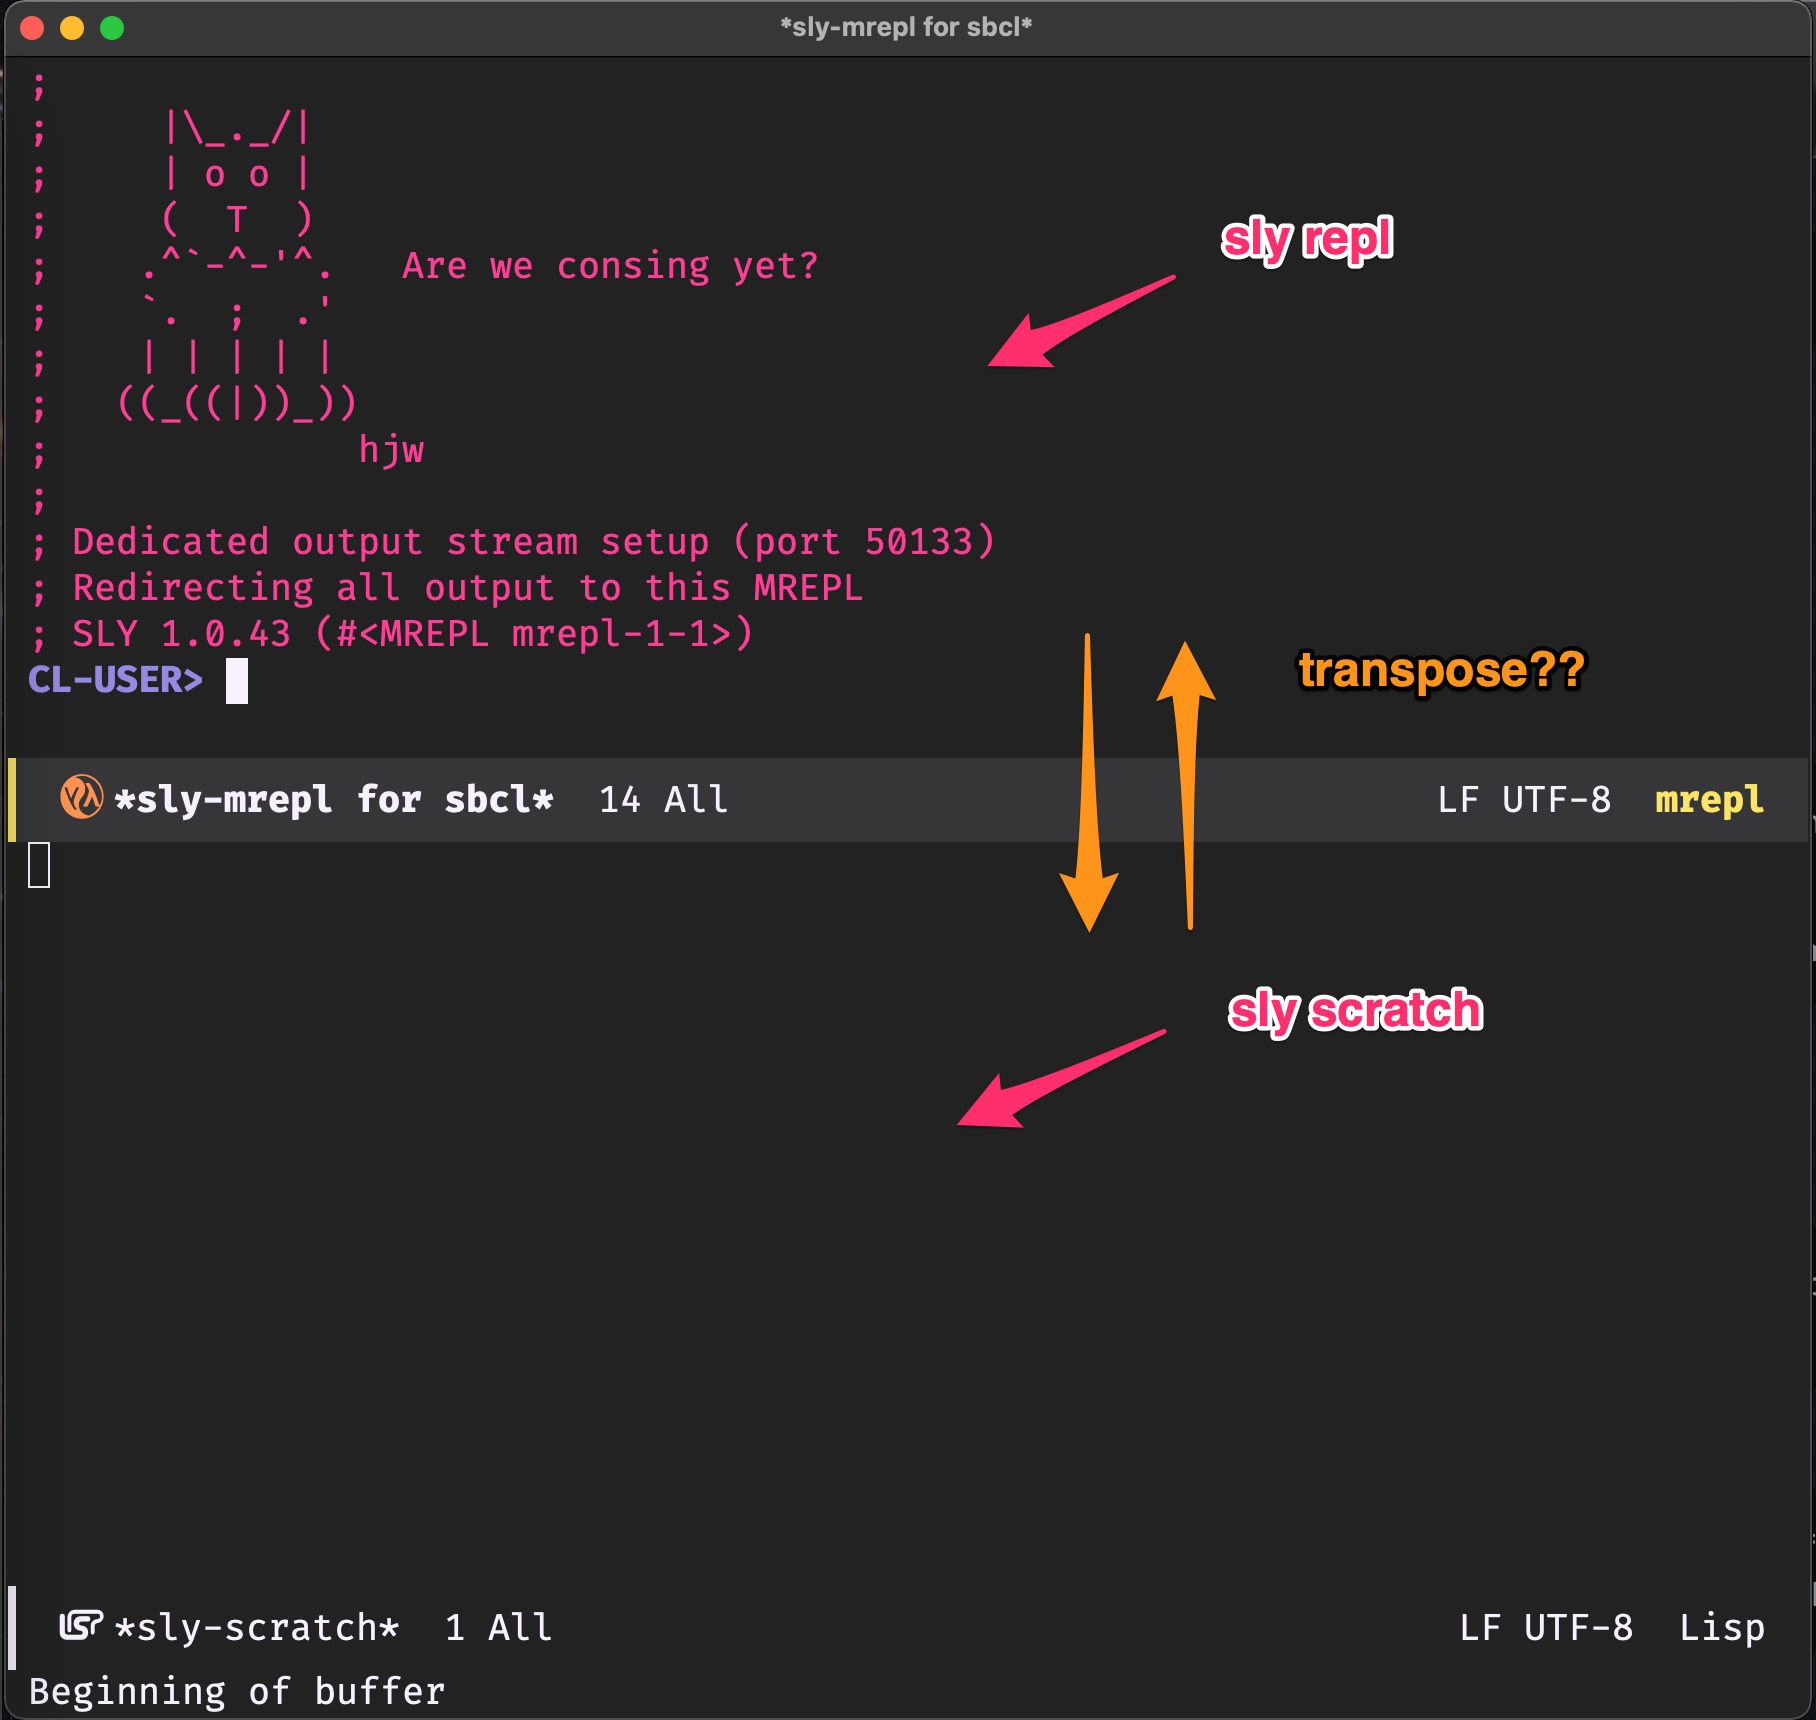 *sly-mrepl for sbcl*
;
;      |\_._/|
;      | o o |
;      (  T  )
;     .^`-^-'^.   Are we consing yet?
;     `.  ;  .'
;     | | | | |
;    ((_((|))_))
;               hjw
;
; Dedicated output stream setup (port 50133)
; Redirecting all output to this MREPL
; SLY 1.0.43 (#<MREPL mrepl-1-1>)
CL-USER>
sly repl
transpose??
*sly-mrepl for sbcl*  14 All  LF UTF-8  mrepl
sly scratch
*sly-scratch*  1 All  LF UTF-8  Lisp
Beginning of buffer